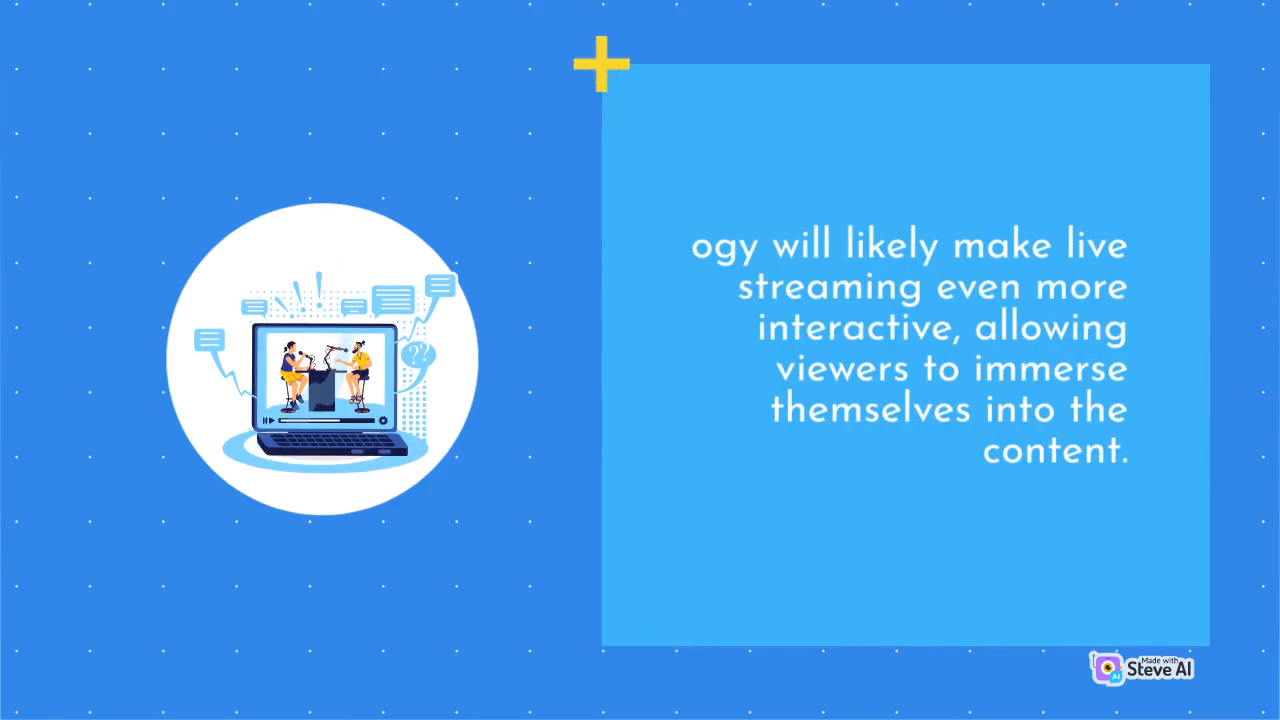 ogy will likely make live
streaming even more
interactive, allowing
viewers to immerse
themselves into the
content.
??
Made with
Steve AI
AI